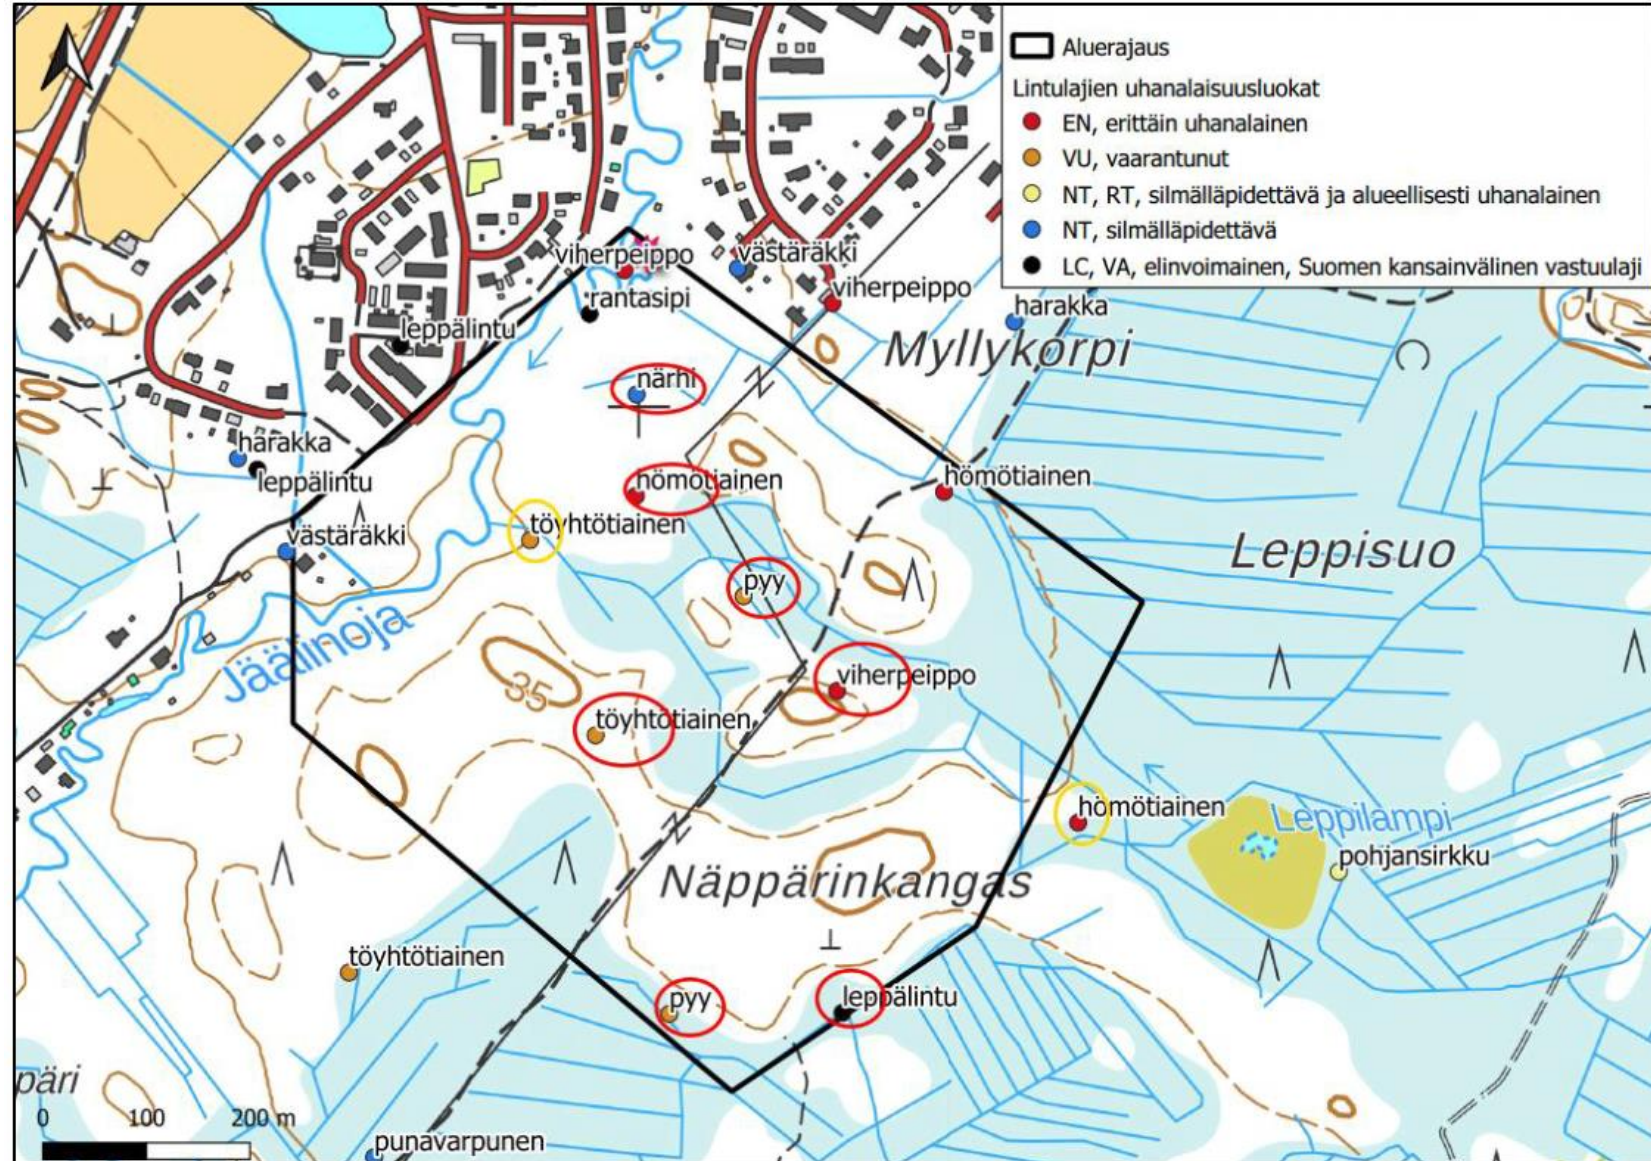 Aluerajaus
Lintulajien uhanalaisuusluokat
EN, erittäin uhanalainen
VU, vaarantunut
NT, RT, silmälläpidettävä ja alueellisesti uhanalainen
NT, silmälläpidettävä
LC, VA, elinvoimainen, Suomen kansainvälinen vastuulaji
viherpeippo
västäräkki
rantasipi
viherpeippo
harakka
leppälintu
Myllykorpi
närhi
harakka
leppälintu
hömötiainen
hömötiainen
töyhtötiainen
västäräkki
Leppisuo
pyy
Jäälinoja
35
viherpeippo
töyhtötiainen
hömötiainen
Leppilampi
pohjansirkku
Näppärinkangas
töyhtötiainen
pyy
leppälintu
päri
0 100 200 m
punavarpunen